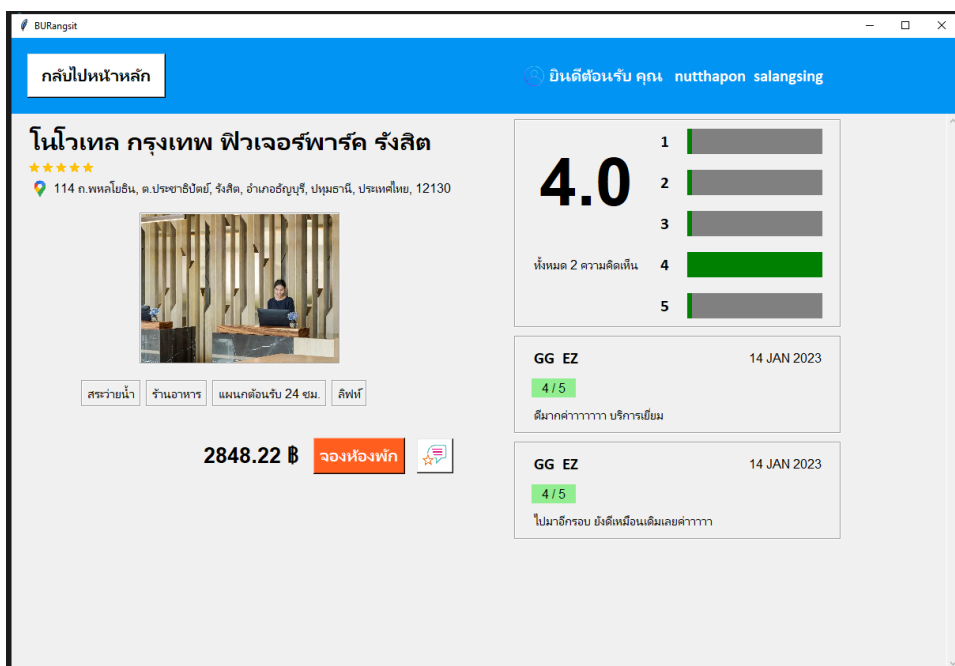 BURangsit
กลับไปหน้าหลัก
ยินดีต้อนรับ คุณ nutthapon salangsing
โนโวเทล กรุงเทพ ฟิวเจอร์พาร์ค รังสิต
114 ถ.พหลโยธิน, ต.ประชาธิปัตย์, รังสิต, อำเภอธัญบุรี, ปทุมธานี, ประเทศไทย, 12130
สระว่ายน้ำ ร้านอาหาร แผนกต้อนรับ 24 ชม. ลิฟท์
2848.22 ฿ จองห้องพัก
4.0
ทั้งหมด 2 ความคิดเห็น
1
2
3
4
5
GG EZ 14 JAN 2023
4 / 5
ดีมากค่าาาาาาา บริการเยี่ยม
GG EZ 14 JAN 2023
4 / 5
ไปมาอีกรอบ ยังดีเหมือนเดิมเลยค่าาาาา